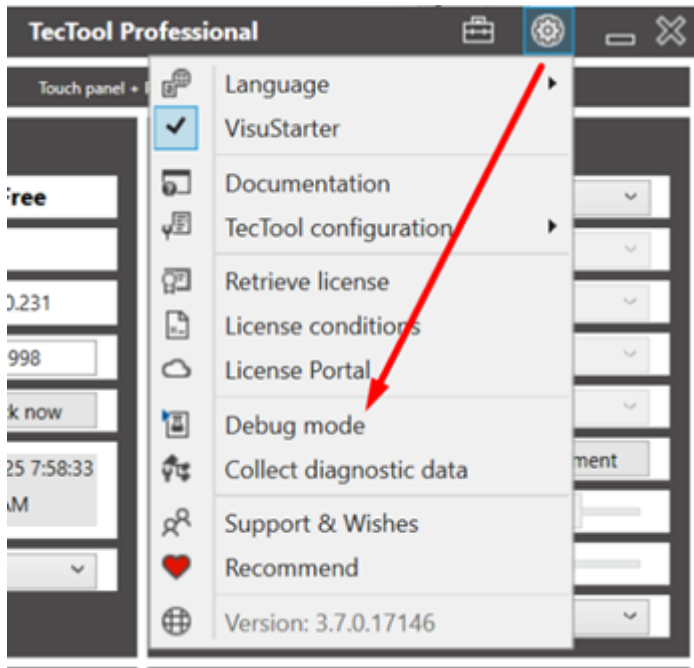 TecTool Professional
Touch panel +
Language
VisuStarter
Documentation
TecTool configuration
Retrieve license
License conditions
License Portal
Debug mode
Collect diagnostic data
Support & Wishes
Recommend
Version: 3.7.0.17146
Free
0.231
998
k now
25 7:58:33
AM
ment